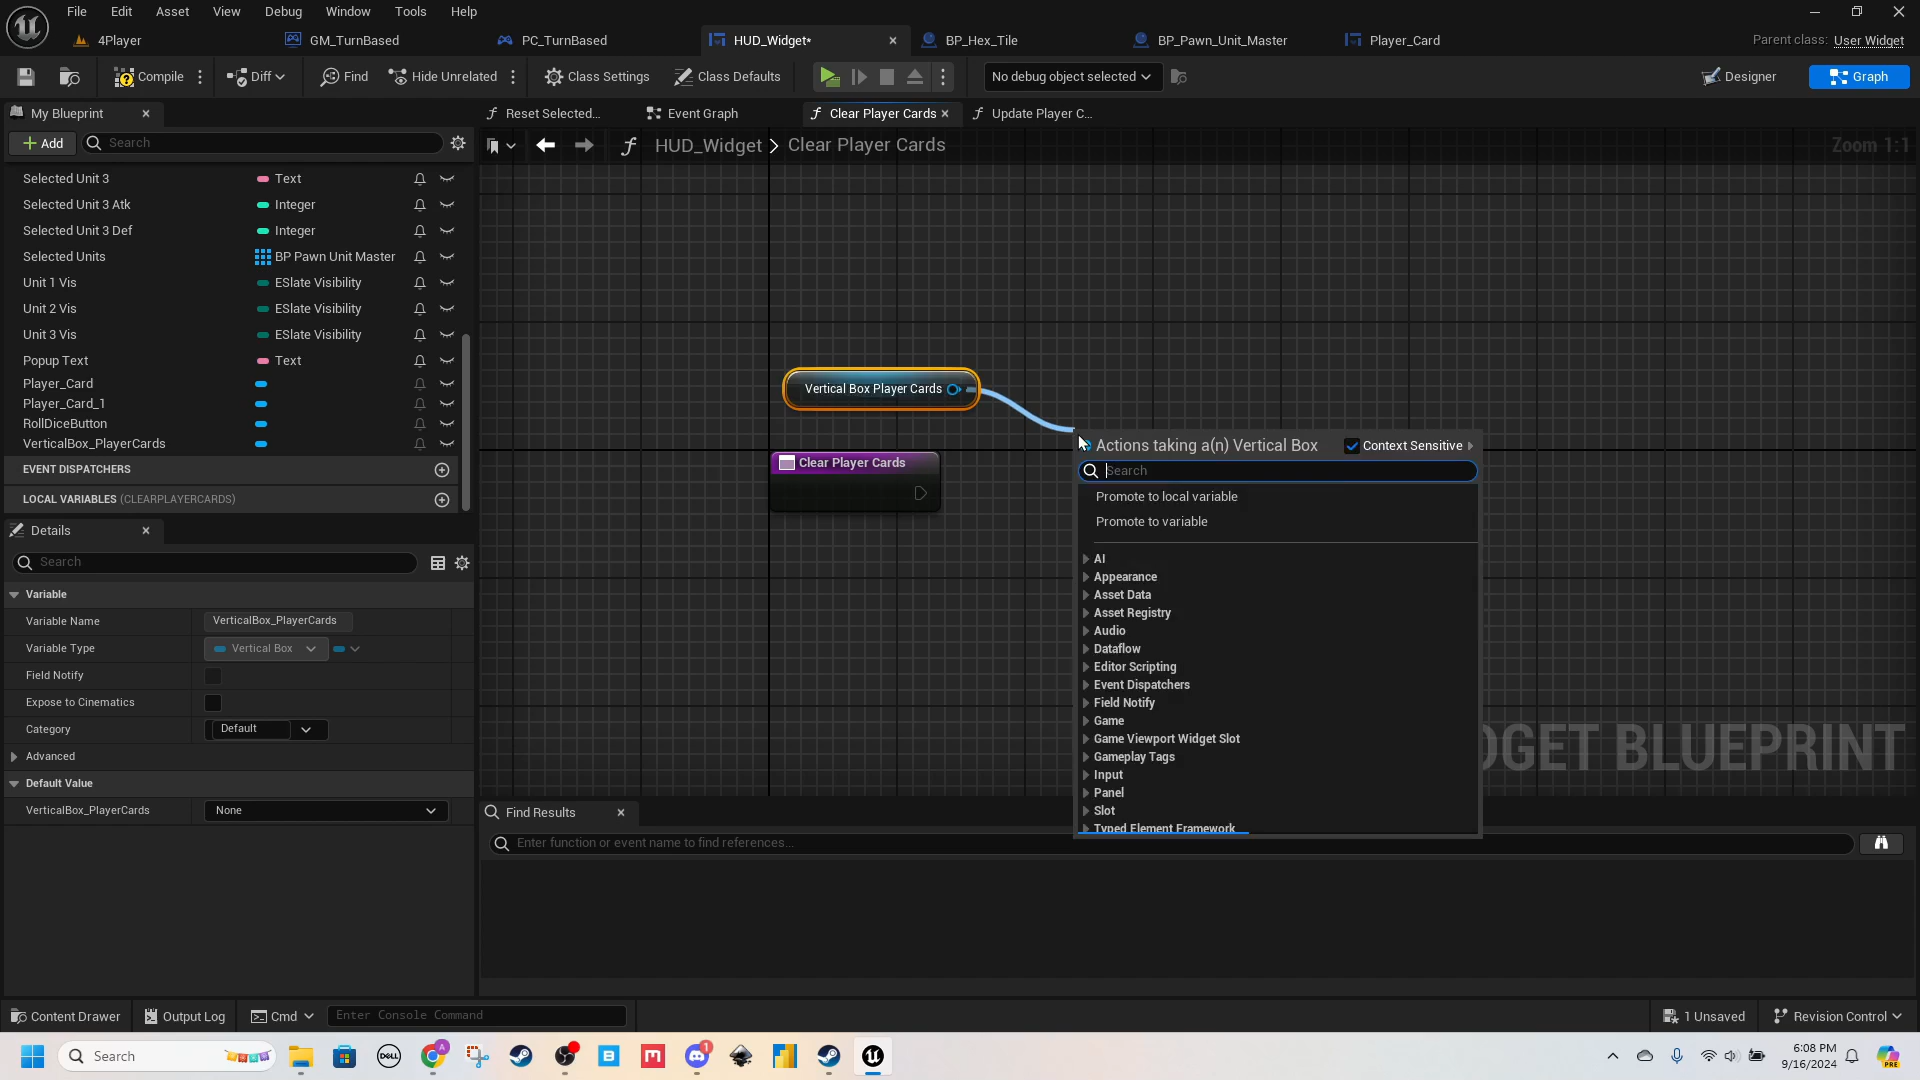 File Edit Asset View Debug Window Tools Help
4Player GM_TurnBased PC_TurnBased HUD_Widget* BP_Hex_Tile BP_Pawn_Unit_Master Player_Card Parent class: User Widget
Compile Diff Find Hide Unrelated Class Settings Class Defaults No debug object selected Designer Graph
My Blueprint Reset Selected... Event Graph Clear Player Cards Update Player C...
Add Search HUD_Widget > Clear Player Cards Zoom 1:1
Selected Unit 3 Text
Selected Unit 3 Atk Integer
Selected Unit 3 Def Integer
Selected Units BP Pawn Unit Master
Unit 1 Vis ESlate Visibility
Unit 2 Vis ESlate Visibility
Unit 3 Vis ESlate Visibility
Popup Text Text
Player_Card
Player_Card_1
RollDiceButton
VerticalBox_PlayerCards
EVENT DISPATCHERS
LOCAL VARIABLES (CLEARPLAYERCARDS)
Vertical Box Player Cards
Clear Player Cards
Actions taking a(n) Vertical Box Context Sensitive
Search
Promote to local variable
Promote to variable
AI
Appearance
Asset Data
Asset Registry
Audio
Dataflow
Editor Scripting
Event Dispatchers
Field Notify
Game
Game Viewport Widget Slot
Gameplay Tags
Input
Panel
Slot
Typed Element Framework
DGET BLUEPRINT
Details
Search
Variable
Variable Name VerticalBox_PlayerCards
Variable Type Vertical Box
Field Notify
Expose to Cinematics
Category Default
Advanced
Default Value
VerticalBox_PlayerCards None
Find Results
Enter function or event name to find references...
Content Drawer Output Log Cmd Enter Console Command 1 Unsaved Revision Control
Search DELL 1 6:08 PM
9/16/2024
PRE